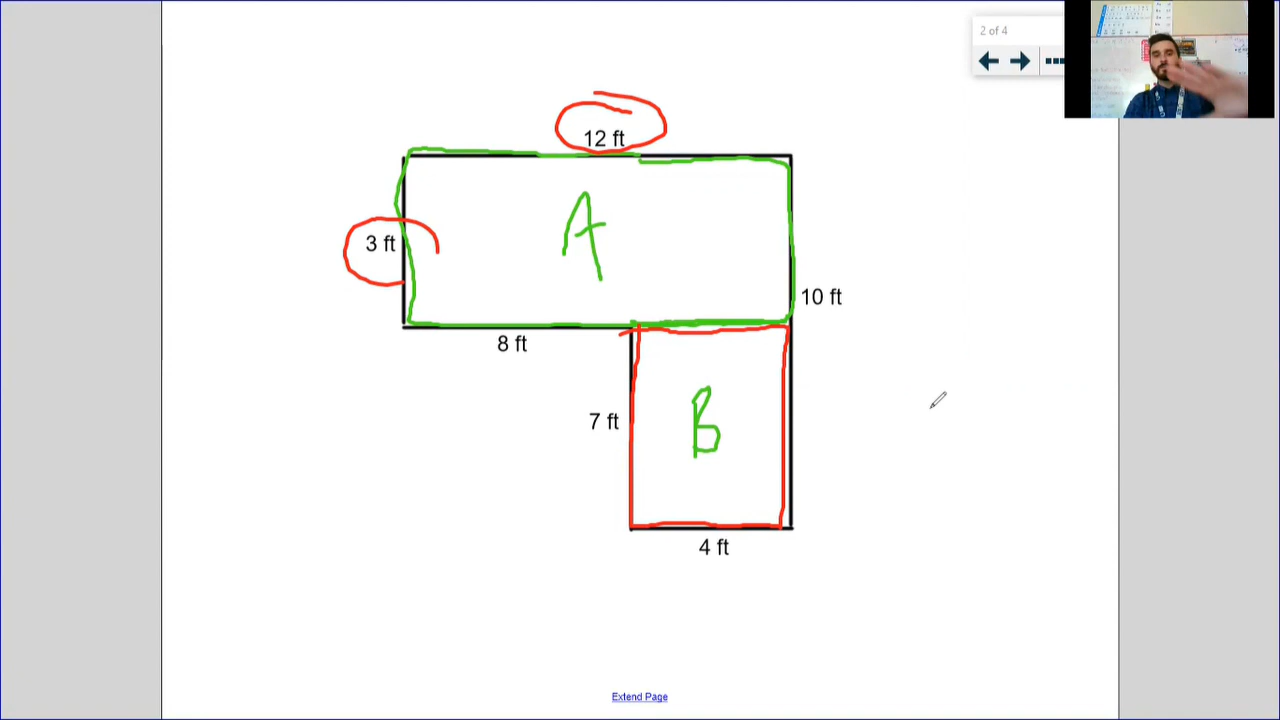 2 of 4
12 ft
A
3 ft
10 ft
8 ft
7 ft
B
4 ft
Extend Page